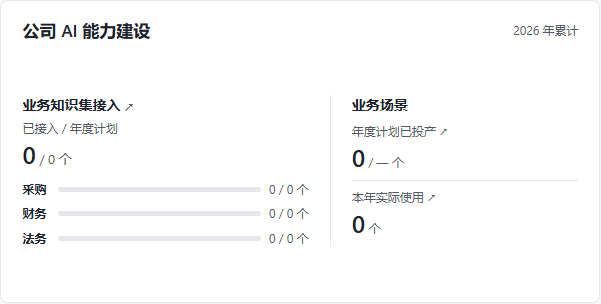 公司 AI 能力建设
2026 年累计
业务知识集接入 ↗
已接入 / 年度计划
0 / 0 个
采购 0 / 0 个
财务 0 / 0 个
法务 0 / 0 个
业务场景
年度计划已投产 ↗
0 / — 个
本年实际使用 ↗
0 个